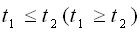 t₁ ≤ t₂ (t₁ ≥ t₂)